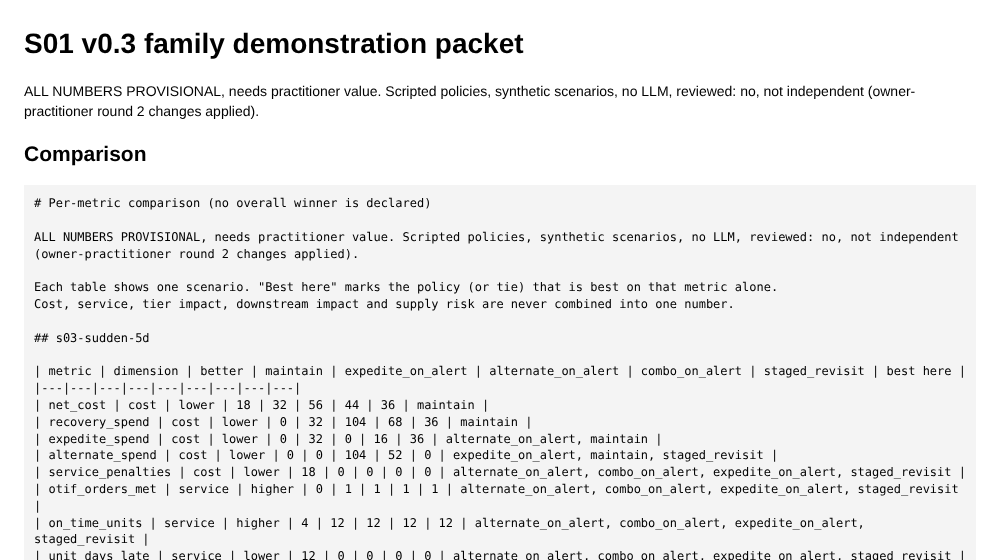 S01 v0.3 family demonstration packet
ALL NUMBERS PROVISIONAL, needs practitioner value. Scripted policies, synthetic scenarios, no LLM, reviewed: no, not independent (owner-
practitioner round 2 changes applied).
Comparison
# Per-metric comparison (no overall winner is declared)
ALL NUMBERS PROVISIONAL, needs practitioner value. Scripted policies, synthetic scenarios, no LLM, reviewed: no, not independent
(owner-practitioner round 2 changes applied).
Each table shows one scenario. "Best here" marks the policy (or tie) that is best on that metric alone.
Cost, service, tier impact, downstream impact and supply risk are never combined into one number.
## s03-sudden-5d
| metric | dimension | better | maintain | expedite_on_alert | alternate_on_alert | combo_on_alert | staged_revisit | best here |
|---|---|---|---|---|---|---|---|---|
| net_cost | cost | lower | 18 | 32 | 56 | 44 | 36 | maintain |
| recovery_spend | cost | lower | 0 | 32 | 104 | 68 | 36 | maintain |
| expedite_spend | cost | lower | 0 | 32 | 0 | 16 | 36 | alternate_on_alert, maintain |
| alternate_spend | cost | lower | 0 | 0 | 104 | 52 | 0 | expedite_on_alert, maintain, staged_revisit |
| service_penalties | cost | lower | 18 | 0 | 0 | 0 | 0 | alternate_on_alert, combo_on_alert, expedite_on_alert, staged_revisit |
| otif_orders_met | service | higher | 0 | 1 | 1 | 1 | 1 | alternate_on_alert, combo_on_alert, expedite_on_alert, staged_revisit
|
| on_time_units | service | higher | 4 | 12 | 12 | 12 | 12 | alternate_on_alert, combo_on_alert, expedite_on_alert,
staged_revisit |
| unit_days_late | service | lower | 12 | 0 | 0 | 0 | 0 | alternate_on_alert, combo_on_alert, expedite_on_alert, staged_revisit |